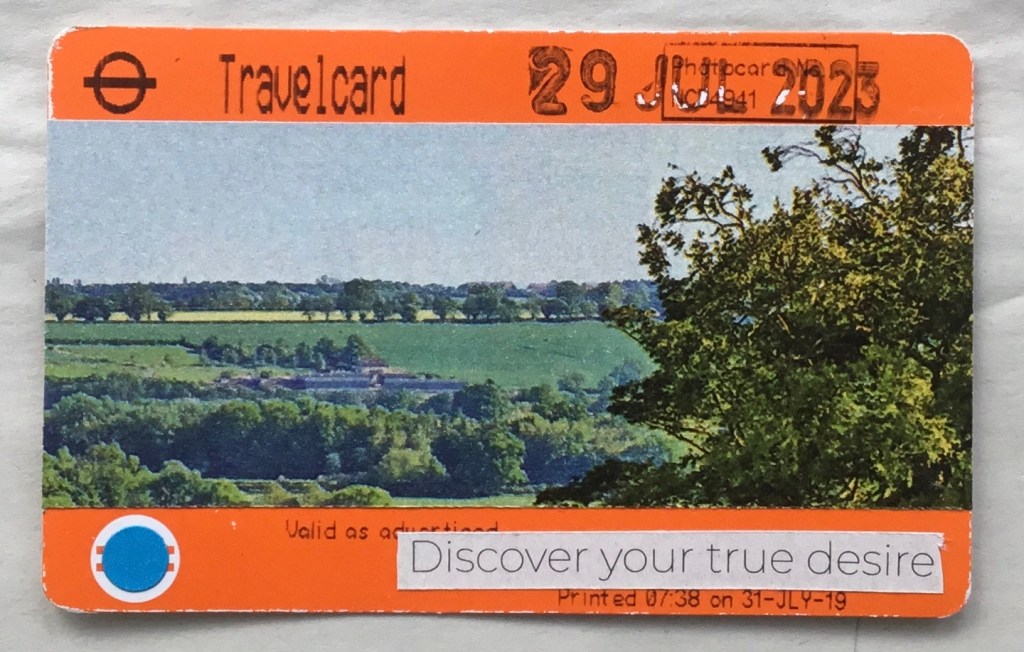 Travelcard
29 JUL 2023
Photocard No
Valid as advertised
Discover your true desire
Printed 07:38 on 31-JLY-19